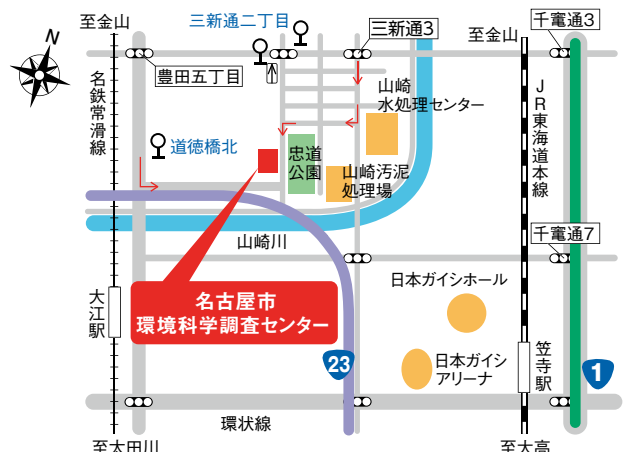 至金山
三新通二丁目
三新通3
至金山
千竈通3
N
豊田五丁目
名鉄常滑線
山崎
水処理センター
JR東海道本線
道徳橋北
忠道
公園
山崎汚泥
処理場
山崎川
千竈通7
大江駅
名古屋市
環境科学調査センター
日本ガイシホール
23
日本ガイシ
アリーナ
笠寺駅
1
環状線
至太田川
至大高